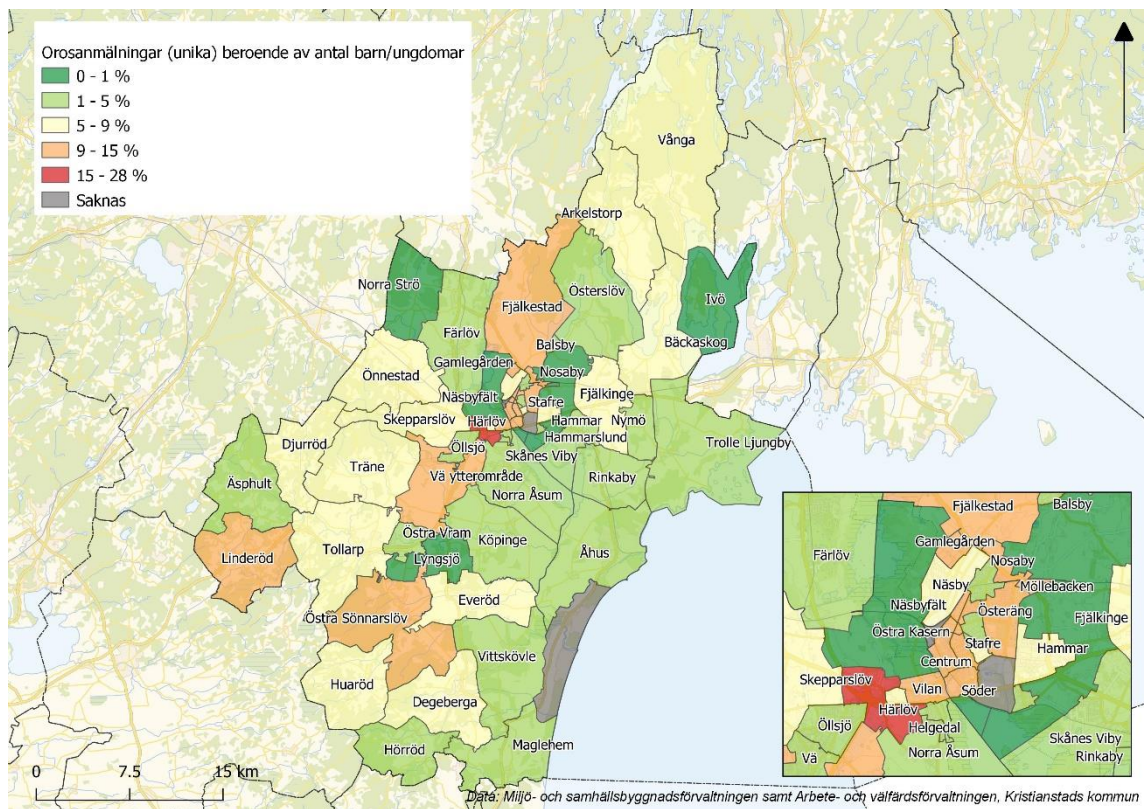 Orosanmälningar (unika) beroende av antal barn/ungdomar
0 - 1 %
1 - 5 %
5 - 9 %
9 - 15 %
15 - 28 %
Saknas
Vånga
Arkelstorp
Norra Strö
Fjälkestad
Österslöv
Ivö
Färlöv
Balsby
Bäckaskog
Gamlegården
Nosaby
Önnestad
Näsbyfält
Stafre
Fjälkinge
Skepparslöv
Härlöv
Hammar
Nymö
Hammarslund
Djurröd
Öllsjö
Skånes Viby
Trolle Ljungby
Träne
Vä ytterområde
Rinkaby
Äsphult
Norra Åsum
Östra Vram
Köpinge
Linderöd
Tollarp
Lyngsjö
Åhus
Everöd
Östra Sönnarslöv
Vittskövle
Huaröd
Degeberga
Hörröd
Maglehem
0 7.5 15 km
Fjälkestad
Balsby
Färlöv
Gamlegården
Nosaby
Näsby
Möllebacken
Näsbyfält
Österäng
Fjälkinge
Östra Kasern
Stafre
Hammar
Centrum
Skepparslöv
Vilan
Söder
Härlöv
Öllsjö
Helgedal
Skånes Viby
Vä
Norra Åsum
Rinkaby
Data: Miljö- och samhällsbyggnadsförvaltningen samt Arbete- och välfärdsförvaltningen, Kristianstads kommun